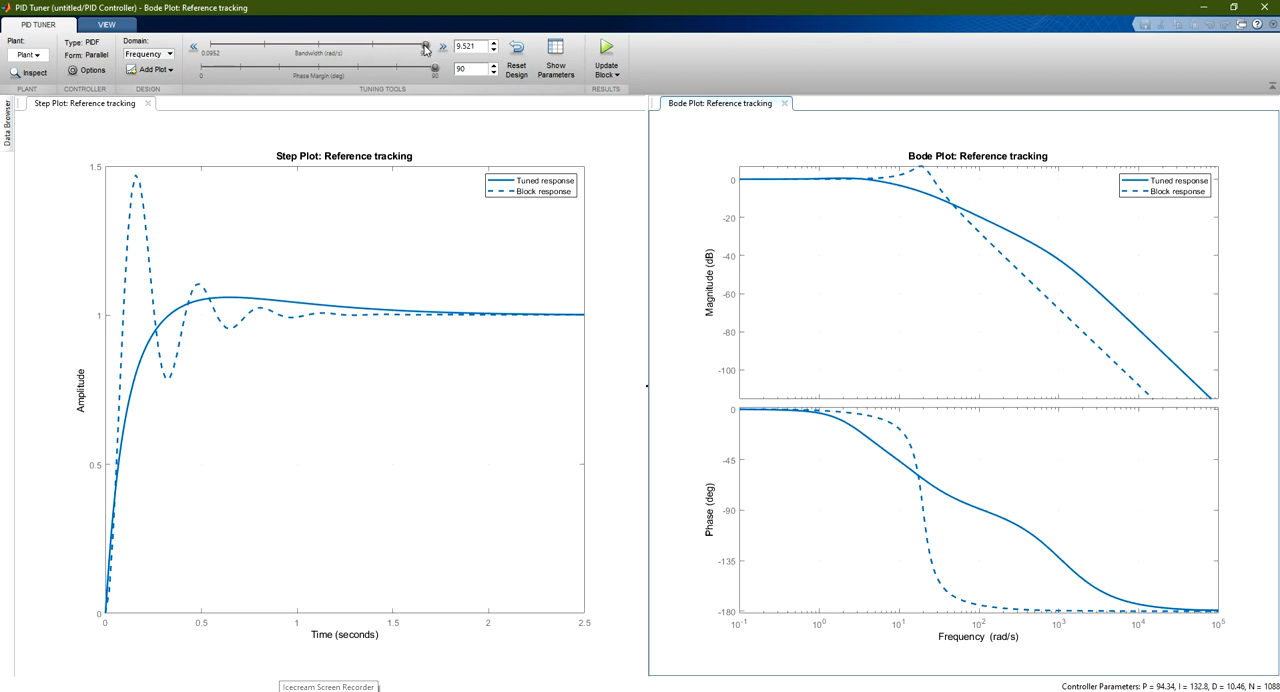 PID Tuner (untitled/PID Controller) - Bode Plot: Reference tracking
PID TUNER
VIEW
Plant:
Plant
Inspect
PLANT
Type: PIDF
Form: Parallel
Options
CONTROLLER
Domain:
Frequency
Add Plot
DESIGN
0.0952
Bandwidth (rad/s)
9.521
0
Phase Margin (deg)
90
90
TUNING TOOLS
Reset
Design
Show
Parameters
Update
Block
RESULTS
Data Browser
Step Plot: Reference tracking
Step Plot: Reference tracking
Tuned response
Block response
1.5
1
0.5
0
Amplitude
0
0.5
1
1.5
2
2.5
Time (seconds)
Bode Plot: Reference tracking
Bode Plot: Reference tracking
Tuned response
Block response
0
-20
-40
-60
-80
-100
Magnitude (dB)
0
-45
-90
-135
-180
Phase (deg)
10^-1
10^0
10^1
10^2
10^3
10^4
10^5
Frequency (rad/s)
Icecream Screen Recorder
Controller Parameters: P = 94.34, I = 132.8, D = 10.46, N = 1088